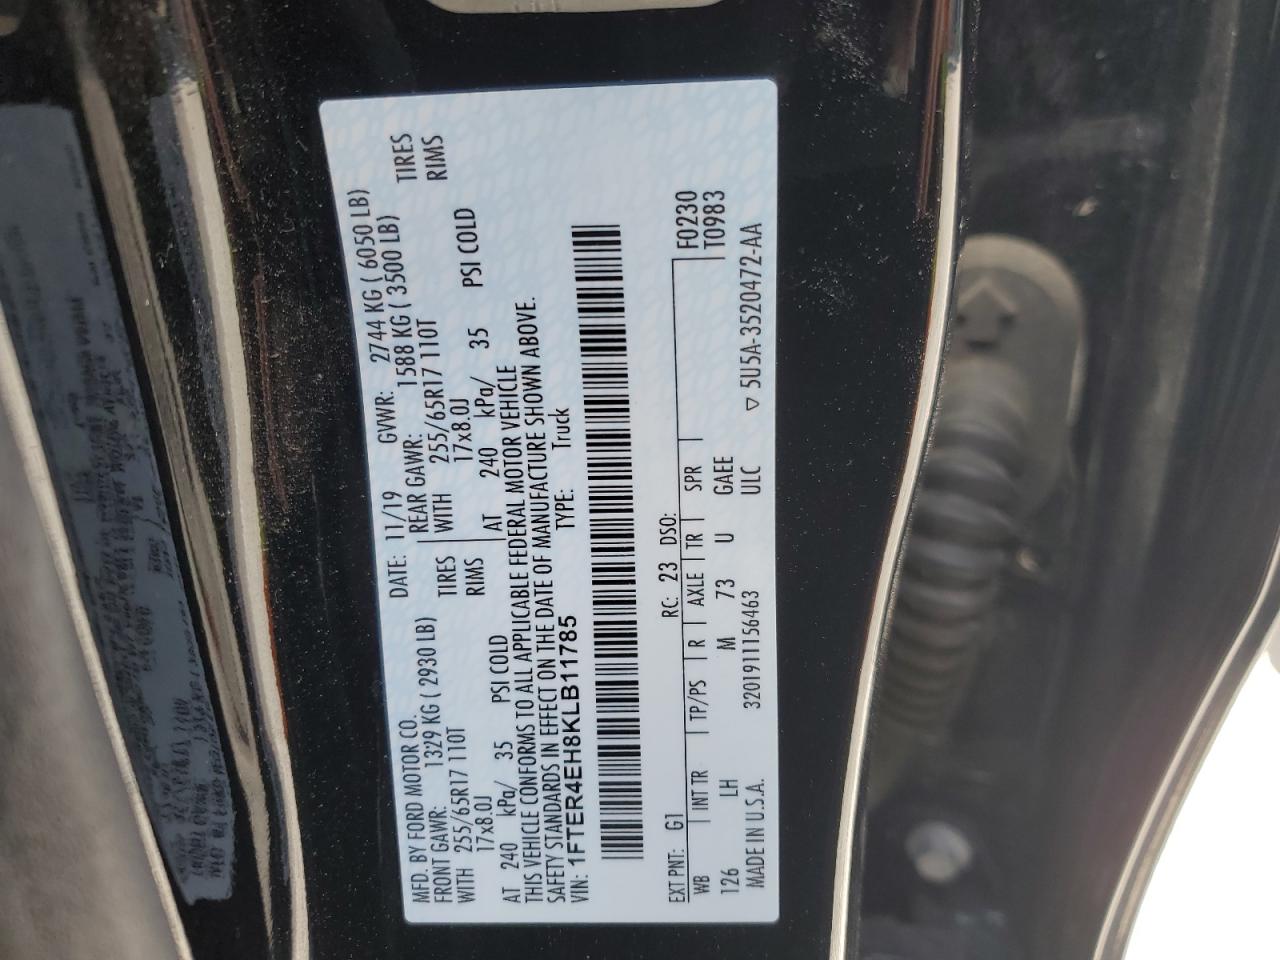 MFD. BY FORD MOTOR CO.
DATE: 11/19 GVWR: 2744 KG ( 6050 LB)
FRONT GAWR: 1329 KG ( 2930 LB) REAR GAWR: 1588 KG ( 3500 LB)
WITH 255/65R17 110T TIRES WITH 255/65R17 110T TIRES
17x8.0J RIMS 17x8.0J RIMS
AT 240 kPa/ 35 PSI COLD AT 240 kPa/ 35 PSI COLD
THIS VEHICLE CONFORMS TO ALL APPLICABLE FEDERAL MOTOR VEHICLE
SAFETY STANDARDS IN EFFECT ON THE DATE OF MANUFACTURE SHOWN ABOVE.
VIN: 1FTER4EH8KLB11785 TYPE: Truck
EXT PNT: G1 RC: 23 DSO: F0230
WB INT TR TP/PS R AXLE TR SPR T0983
126 LH M 73 U GAEE
MADE IN U.S.A. 320191156463 ULC ▽ 5U5A-3520472-AA